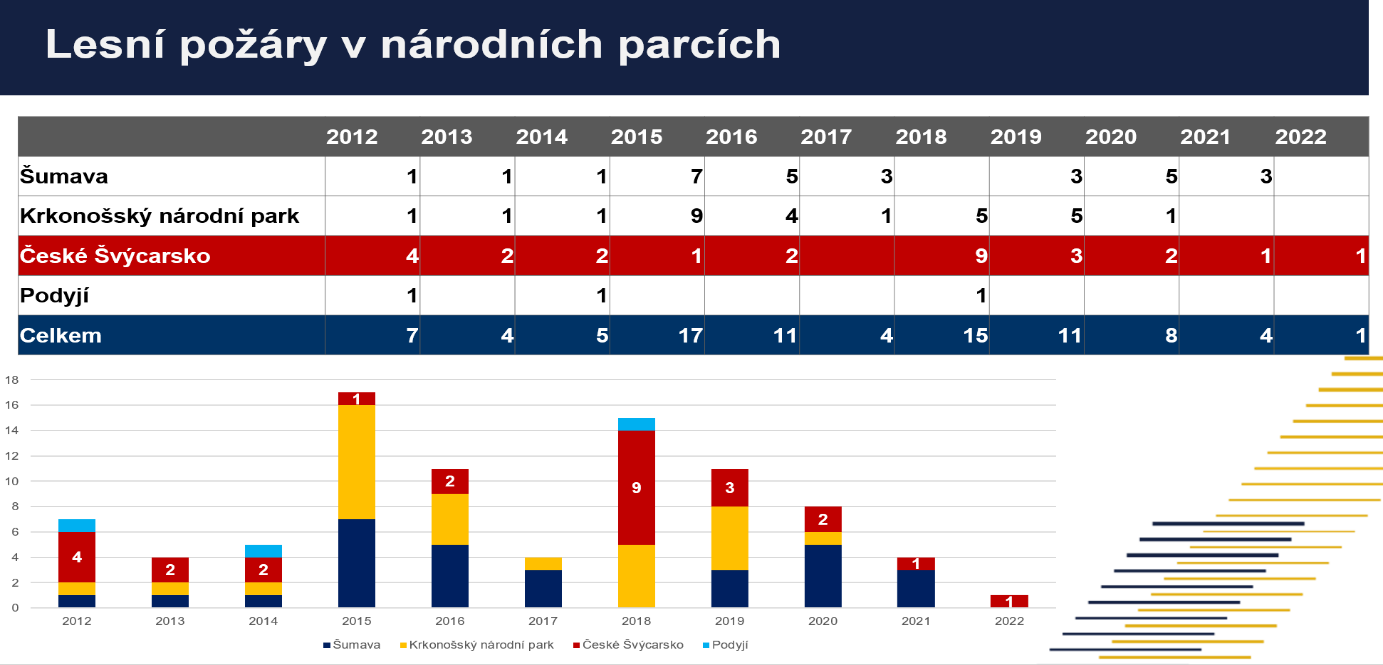 Lesní požáry v národních parcích
2012 2013 2014 2015 2016 2017 2018 2019 2020 2021 2022
Šumava 1 1 1 7 5 3 3 5 3
Krkonošský národní park 1 1 1 9 4 1 5 5 1
České Švýcarsko 4 2 2 1 2 9 3 2 1 1
Podyjí 1 1 1
Celkem 7 4 5 17 11 4 15 11 8 4 1
18
16
14
12
10
8
6
4
2
0
4 2 2 1 2 9 3 2 1 1
2012 2013 2014 2015 2016 2017 2018 2019 2020 2021 2022
Šumava Krkonošský národní park České Švýcarsko Podyjí